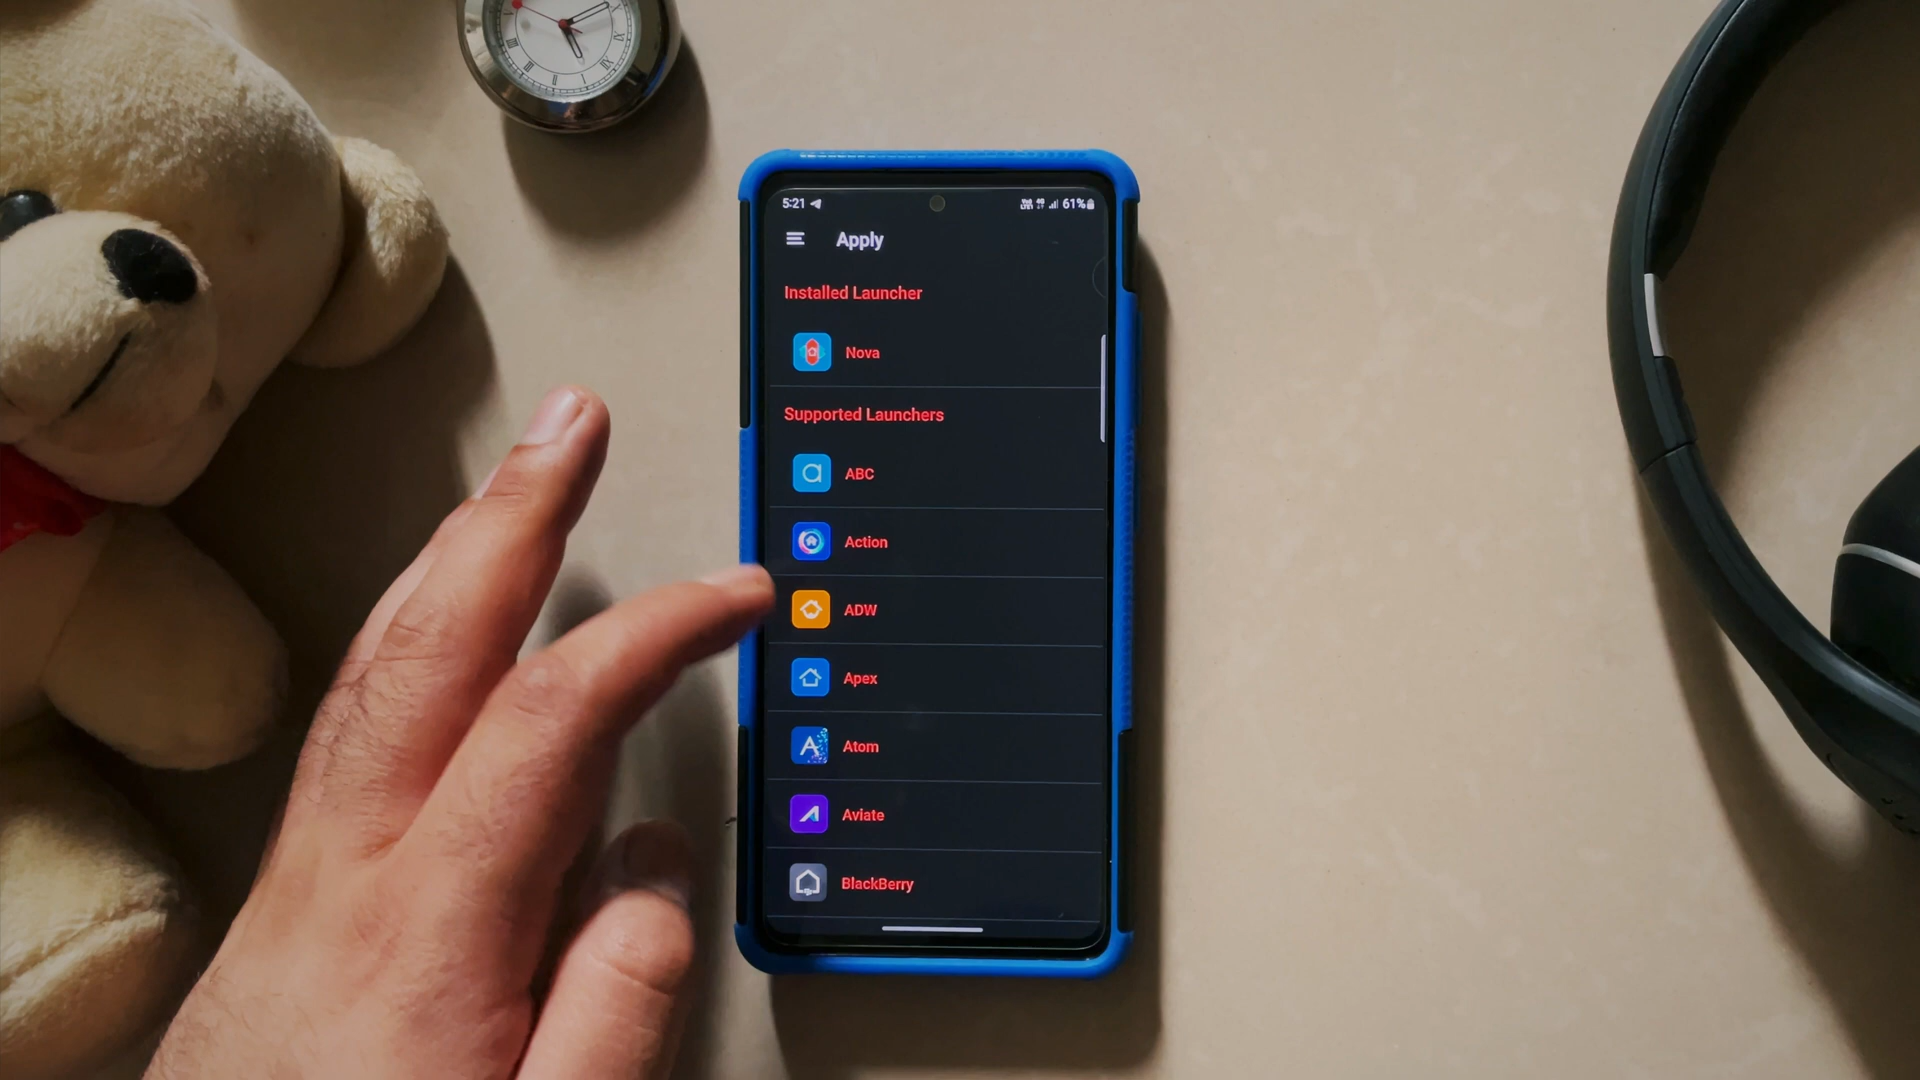 5:21 61%
Apply
Installed Launcher
Nova
Supported Launchers
ABC
Action
ADW
Apex
Atom
Aviate
BlackBerry